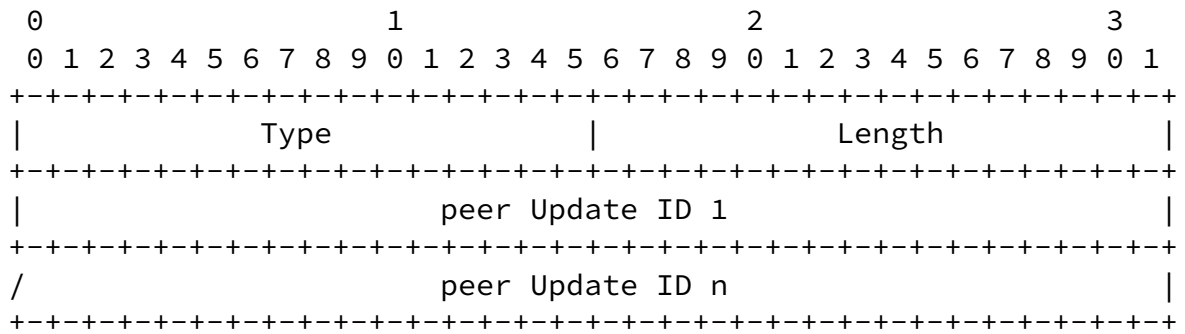 0                   1                   2                   3
 0 1 2 3 4 5 6 7 8 9 0 1 2 3 4 5 6 7 8 9 0 1 2 3 4 5 6 7 8 9 0 1
+-+-+-+-+-+-+-+-+-+-+-+-+-+-+-+-+-+-+-+-+-+-+-+-+-+-+-+-+-+-+-+-+
|             Type              |             Length            |
+-+-+-+-+-+-+-+-+-+-+-+-+-+-+-+-+-+-+-+-+-+-+-+-+-+-+-+-+-+-+-+-+
|                       peer Update ID 1                        |
+-+-+-+-+-+-+-+-+-+-+-+-+-+-+-+-+-+-+-+-+-+-+-+-+-+-+-+-+-+-+-+-+
/                       peer Update ID n                        |
+-+-+-+-+-+-+-+-+-+-+-+-+-+-+-+-+-+-+-+-+-+-+-+-+-+-+-+-+-+-+-+-+